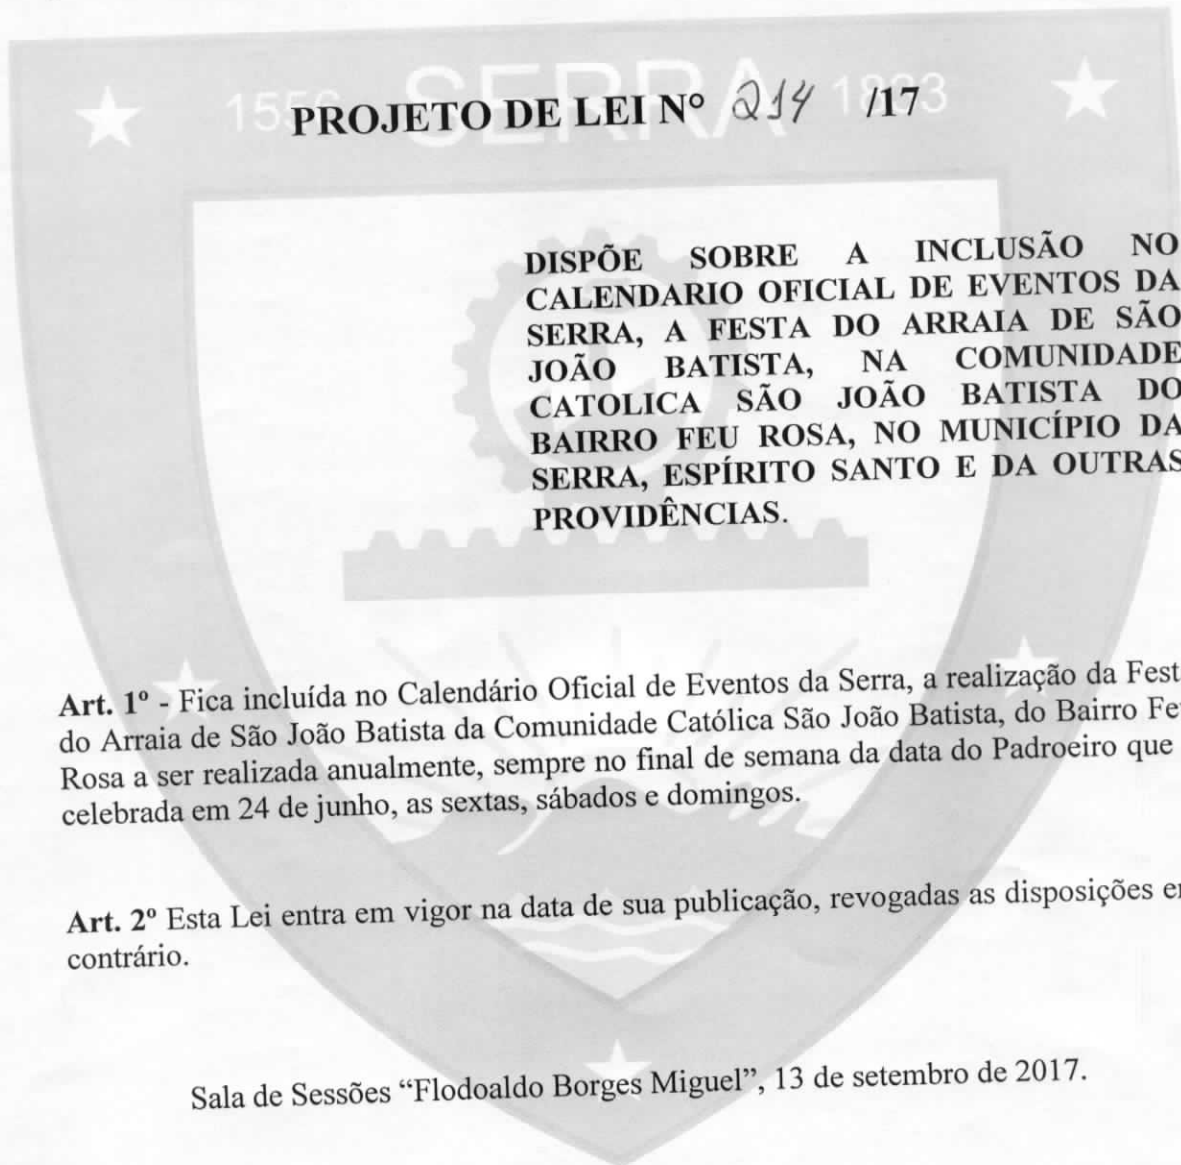 1556 SERRA 1833
PROJETO DE LEI Nº 214 /17
DISPÕE SOBRE A INCLUSÃO NO
CALENDARIO OFICIAL DE EVENTOS DA
SERRA, A FESTA DO ARRAIA DE SÃO
JOÃO BATISTA, NA COMUNIDADE
CATOLICA SÃO JOÃO BATISTA DO
BAIRRO FEU ROSA, NO MUNICÍPIO DA
SERRA, ESPÍRITO SANTO E DA OUTRAS
PROVIDÊNCIAS.
Art. 1º - Fica incluída no Calendário Oficial de Eventos da Serra, a realização da Fest
do Arraia de São João Batista da Comunidade Católica São João Batista, do Bairro Fe
Rosa a ser realizada anualmente, sempre no final de semana da data do Padroeiro que
celebrada em 24 de junho, as sextas, sábados e domingos.
Art. 2º Esta Lei entra em vigor na data de sua publicação, revogadas as disposições e
contrário.
Sala de Sessões “Flodoaldo Borges Miguel”, 13 de setembro de 2017.